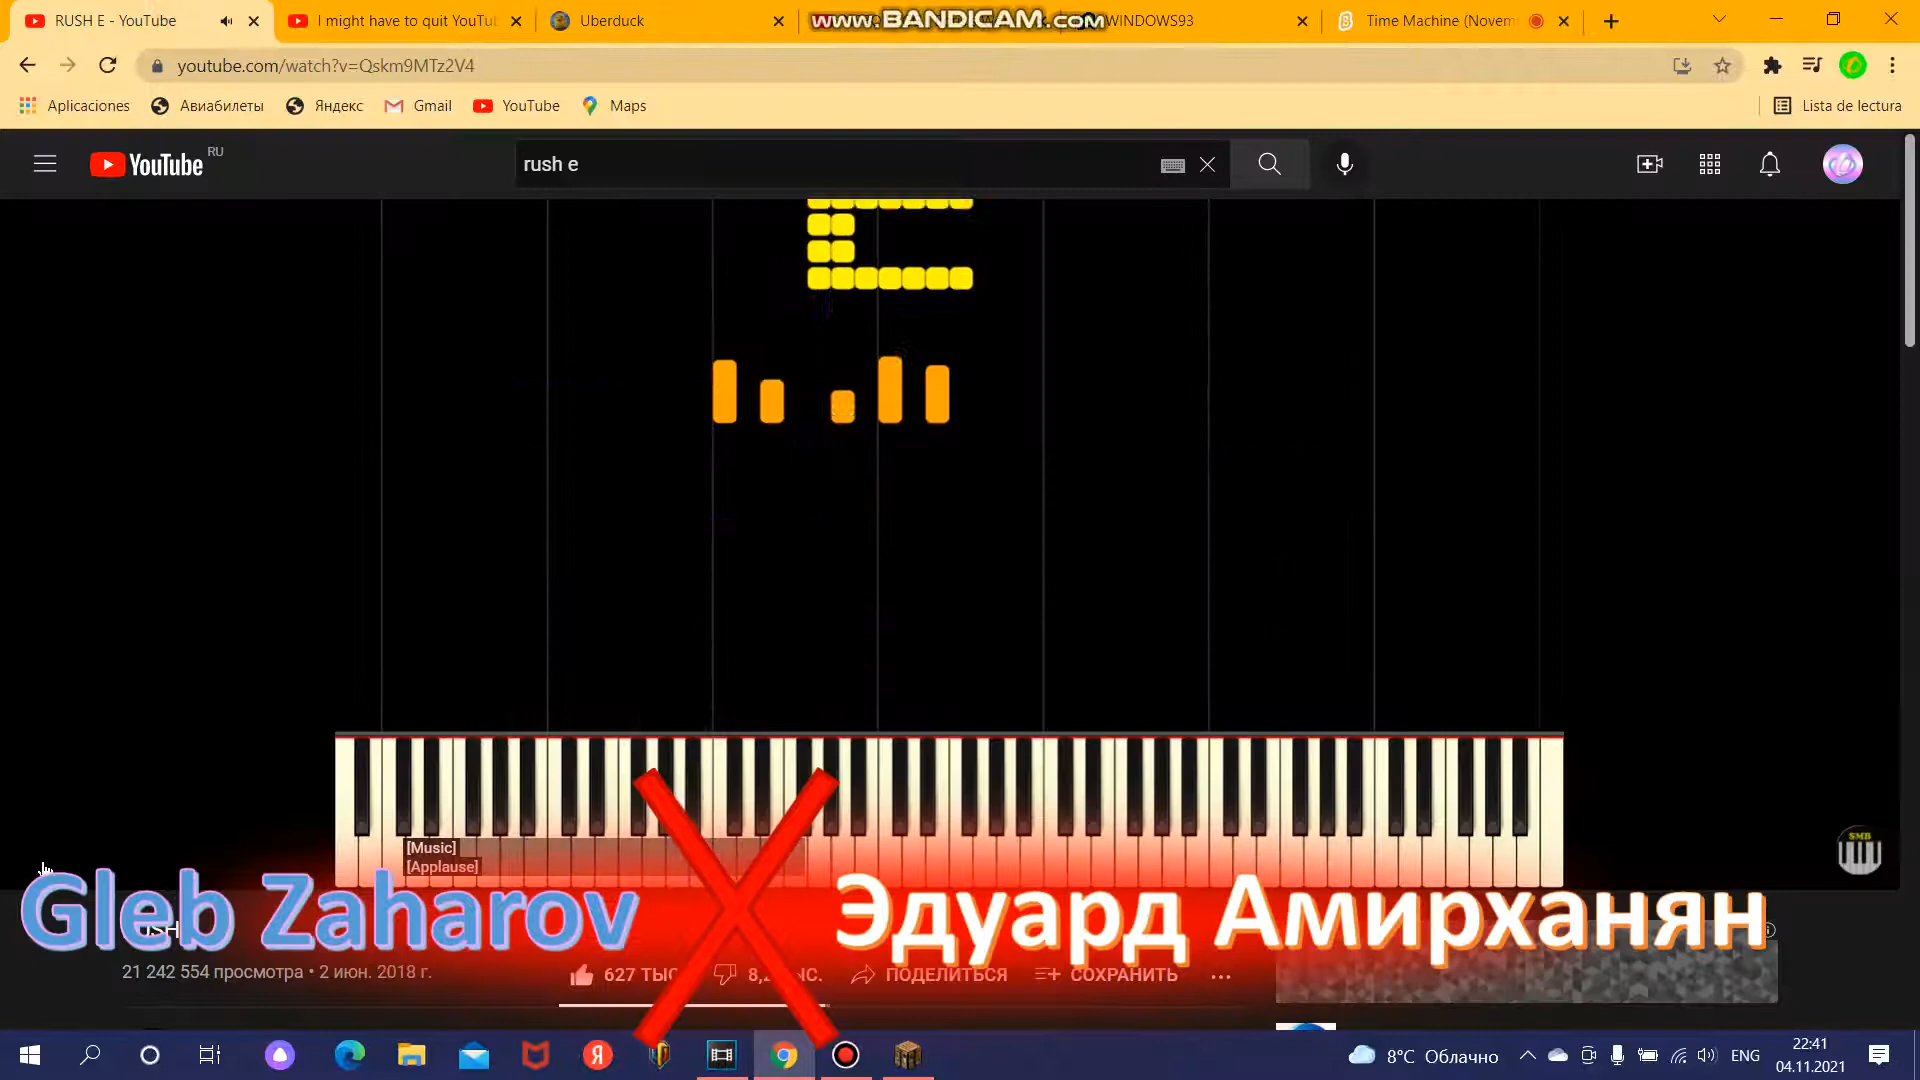 RUSH E - YouTube
I might have to quit YouTu
Uberduck
www.BANDICAM.com
WINDOWS93
Time Machine (Novem
youtube.com/watch?v=Qskm9MTz2V4
Aplicaciones
Авиабилеты
Яндекс
Gmail
YouTube
Maps
Lista de lectura
YouTube RU
rush e
E
[Music]
[Applause]
SMB
Gleb Zaharov
Эдуард Амирханян
21 242 554 просмотра • 2 июн. 2018 г.
627 ТЫС.
ПОДЕЛИТЬСЯ
СОХРАНИТЬ
Я
8°C Облачно
ENG
22:41
04.11.2021